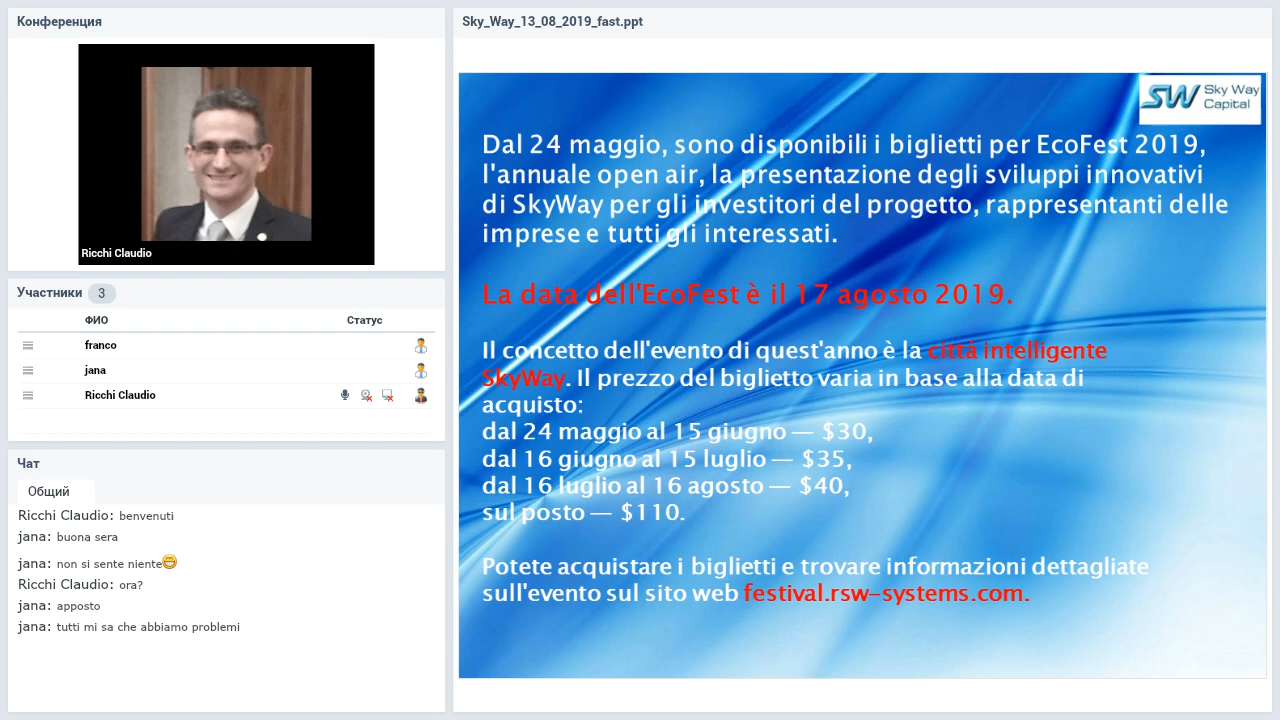 Конференция
Ricchi Claudio
Участники 3
ФИО Статус
franco
jana
Ricchi Claudio
Чат
Общий
Ricchi Claudio: benvenuti
jana: buona sera
jana: non si sente niente
Ricchi Claudio: ora?
jana: apposto
jana: tutti mi sa che abbiamo problemi
Sky_Way_13_08_2019_fast.ppt
SW Sky Way
Capital
Dal 24 maggio, sono disponibili i biglietti per EcoFest 2019,
l'annuale open air, la presentazione degli sviluppi innovativi
di SkyWay per gli investitori del progetto, rappresentanti delle
imprese e tutti gli interessati.
La data dell'EcoFest è il 17 agosto 2019.
Il concetto dell'evento di quest'anno è la città intelligente
SkyWay. Il prezzo del biglietto varia in base alla data di
acquisto:
dal 24 maggio al 15 giugno — $30,
dal 16 giugno al 15 luglio — $35,
dal 16 luglio al 16 agosto — $40,
sul posto — $110.
Potete acquistare i biglietti e trovare informazioni dettagliate
sull'evento sul sito web festival.rsw-systems.com.